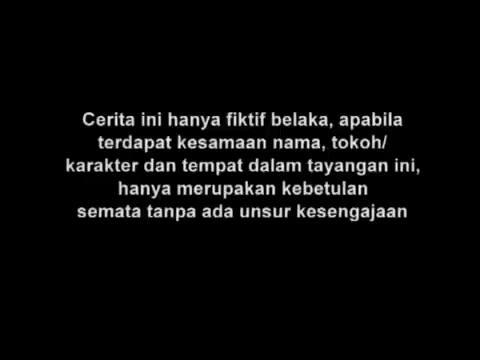 Cerita ini hanya fiktif belaka, apabila
terdapat kesamaan nama, tokoh/
karakter dan tempat dalam tayangan ini,
hanya merupakan kebetulan
semata tanpa ada unsur kesengajaan